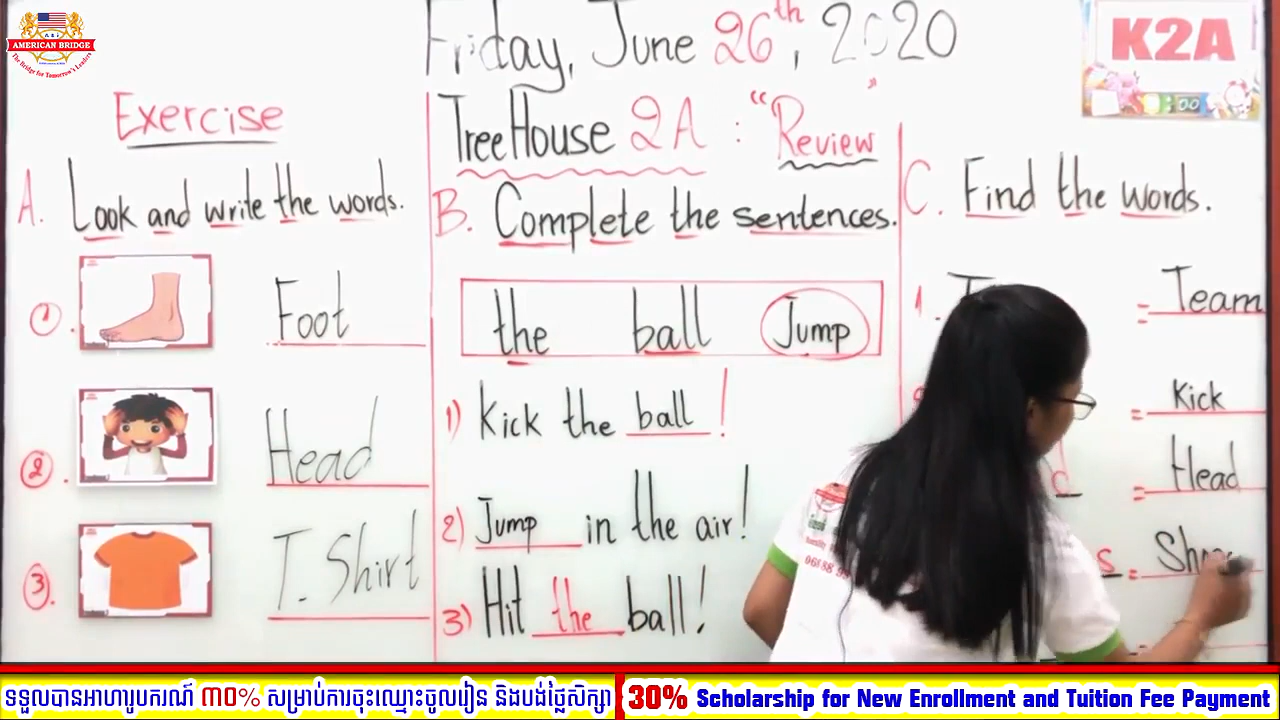 AMERICAN BRIDGE
The Bridge for Tomorrow's Leaders
Friday, June 26th, 2020
K2A
TreeHouse 2A : "Review"
Exercise
A. Look and write the words.
1. Foot
2. Head
3. T. Shirt
B. Complete the sentences.
the ball Jump
1) Kick the ball!
2) Jump in the air!
3) Hit the ball!
C. Find the words.
1. = Team
= Kick
d = Head
s =
ទទួលបានអាហារូបករណ៍ ៣០% សម្រាប់ការចុះឈ្មោះចូលរៀន និងបង់ថ្លៃសិក្សា
30% Scholarship for New Enrollment and Tuition Fee Payment